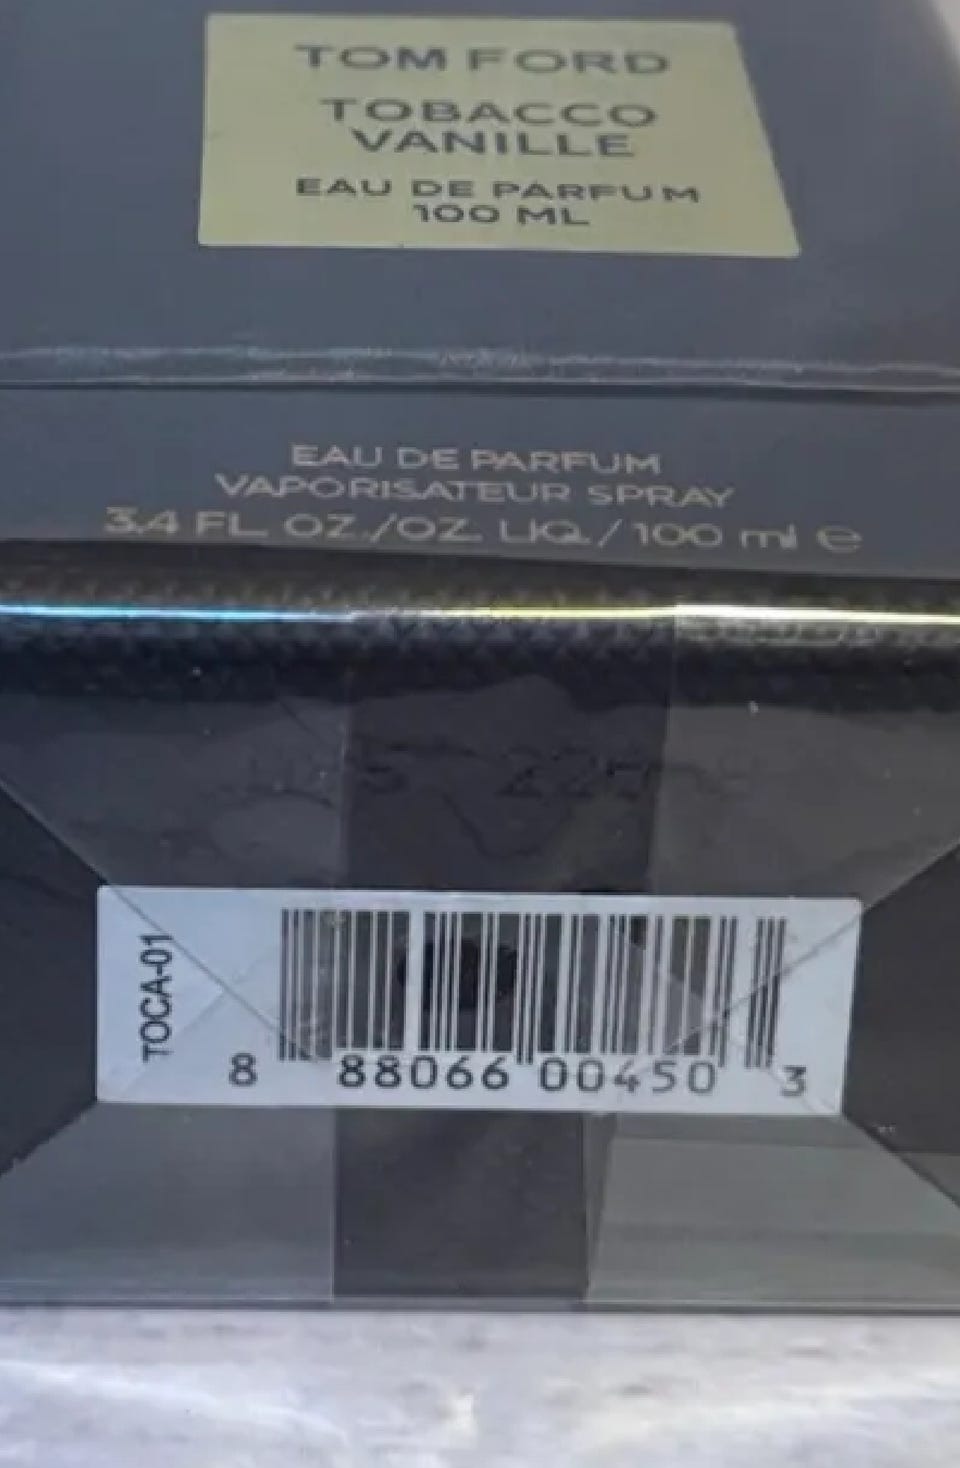 TOM FORD
TOBACCO
VANILLE
EAU DE PARFUM
100 ML
EAU DE PARFUM
VAPORISATEUR SPRAY
3.4 FL. OZ./OZ. LIQ./100 ml e
TOCA-01
8 88066 00450 3